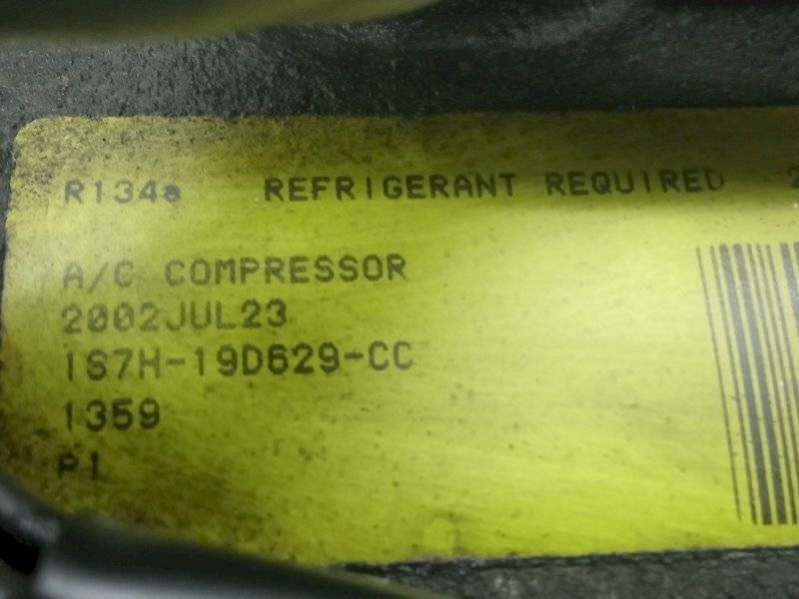 R134a REFRIGERANT REQUIRED
A/C COMPRESSOR
2002JUL23
1S7H-19D629-CC
1359
P1